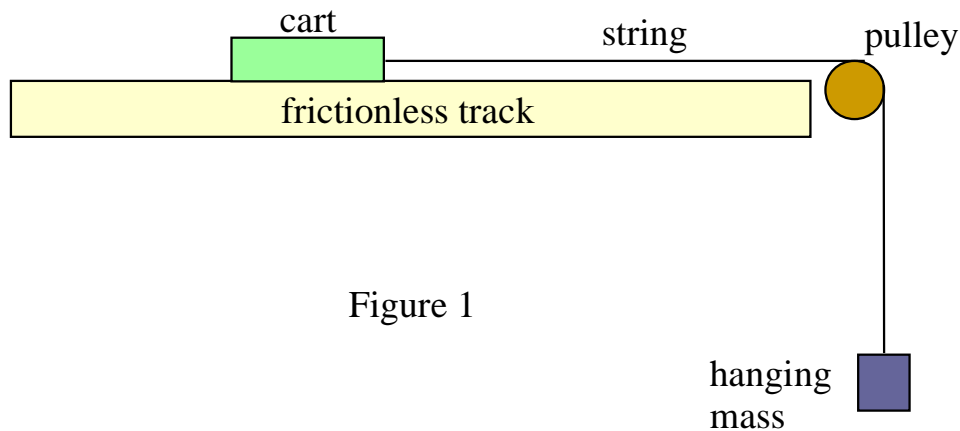 cart
string
pulley
frictionless track
Figure 1
hanging
mass